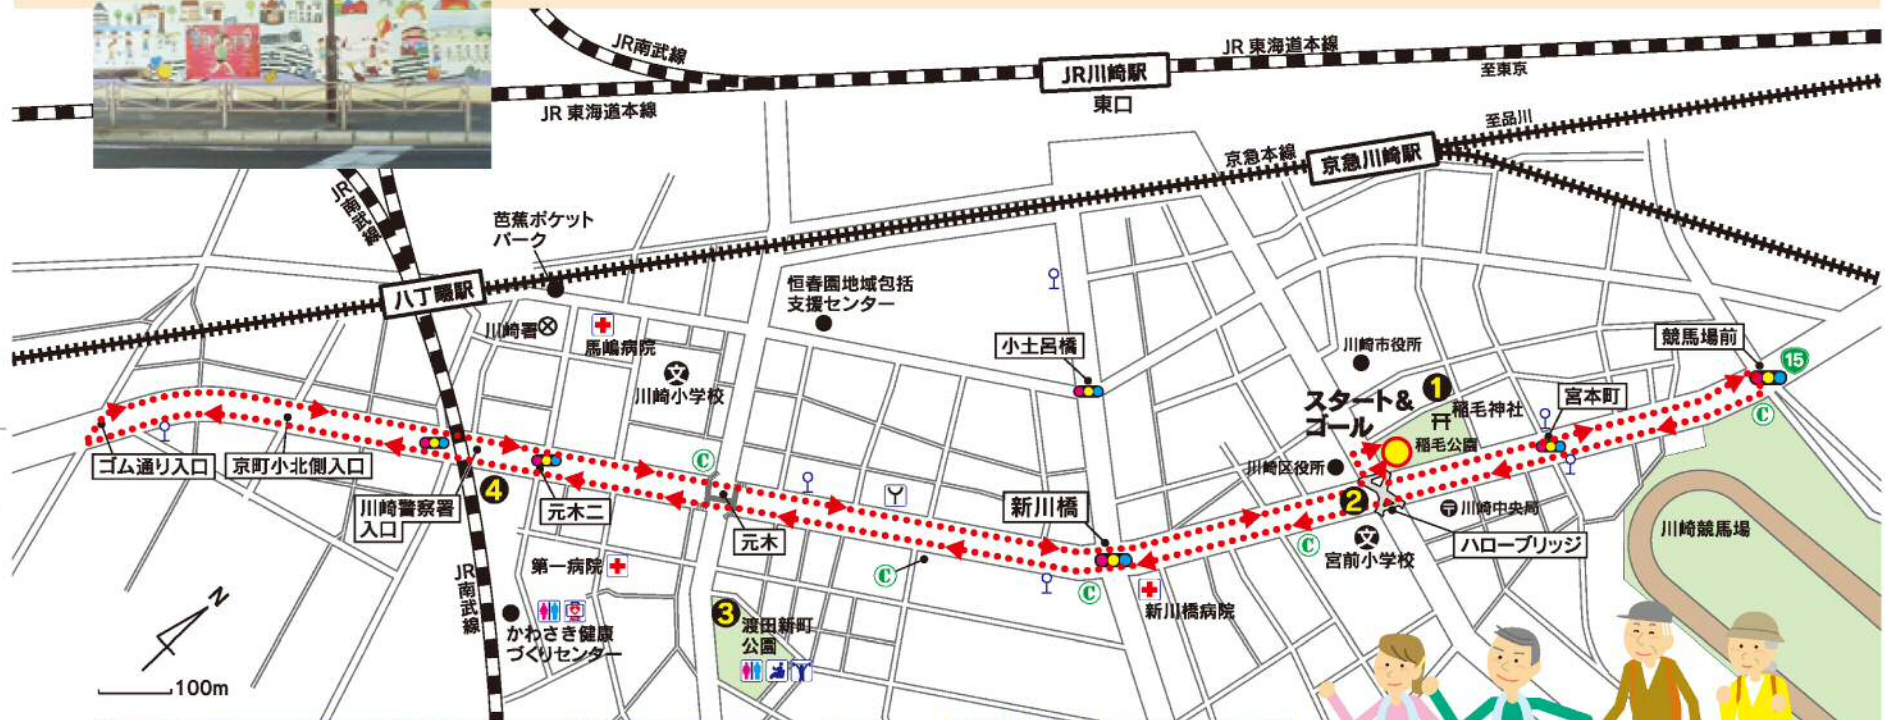 JR南武線
JR川崎駅
東口
JR 東海道本線
至東京
JR 東海道本線
至品川
京急本線
京急川崎駅
JR南武線
芭蕉ポケット
パーク
八丁畷駅
恒春園地域包括
支援センター
川崎署
馬嶋病院
川崎小学校
文
小土呂橋
川崎市役所
競馬場前
15
スタート&
ゴール
1
稲毛神社
稲毛公園
宮本町
C
川崎区役所
ゴム通り入口
京町小北側入口
川崎警察署
入口
4
元木二
C
元木
新川橋
2
川崎中央局
ハローブリッジ
川崎競馬場
C
文
宮前小学校
第一病院
C
C
新川橋病院
JR南武線
かわさき健康
づくりセンター
3
渡田新町
公園
N
100m